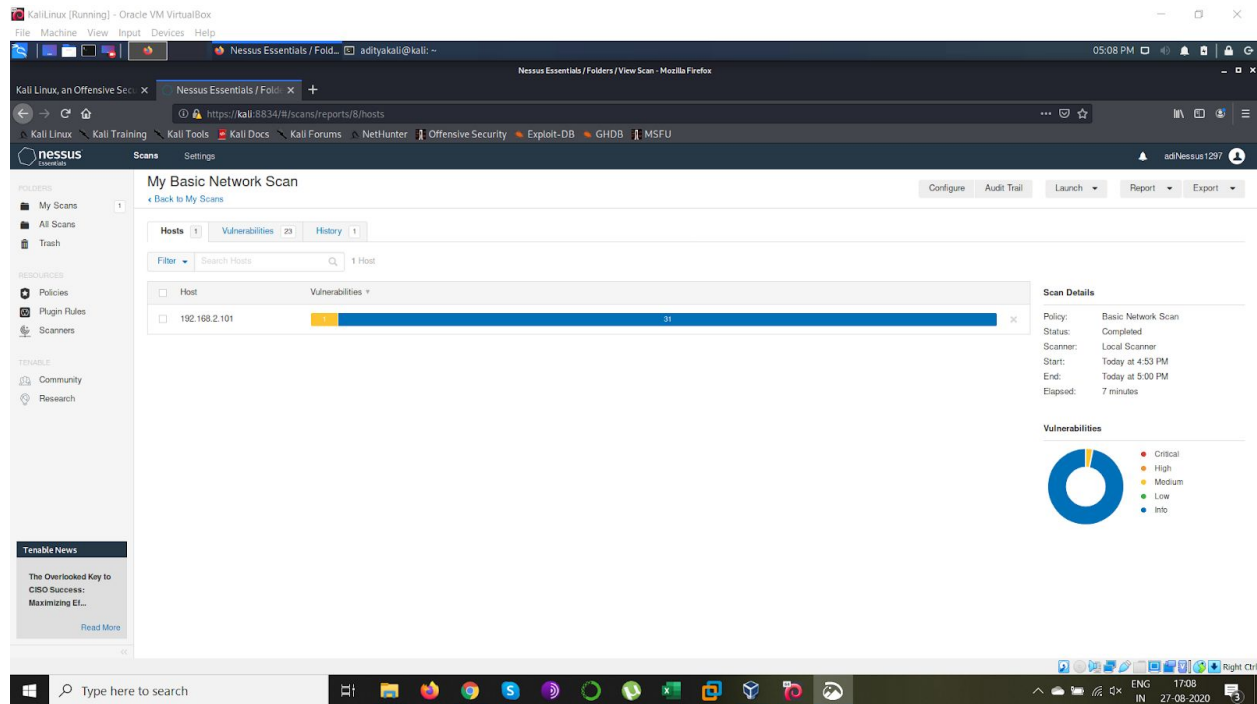 KaliLinux [Running] - Oracle VM VirtualBox
File Machine View Input Devices Help
Nessus Essentials / Fold... adityakali@kali: ~ 05:08 PM
Nessus Essentials / Folders / View Scan - Mozilla Firefox
Kali Linux, an Offensive Sec Nessus Essentials / Folde
https://kali:8834/#/scans/reports/8/hosts
Kali Linux Kali Training Kali Tools Kali Docs Kali Forums NetHunter Offensive Security Exploit-DB GHDB MSFU
nessus Essentials Scans Settings adiNessus1297
FOLDERS
My Scans 1
All Scans
Trash
RESOURCES
Policies
Plugin Rules
Scanners
TENABLE
Community
Research
Tenable News
The Overlooked Key to
CISO Success:
Maximizing Ef...
Read More
My Basic Network Scan
Back to My Scans
Configure Audit Trail Launch Report Export
Hosts 1 Vulnerabilities 23 History 1
Filter Search Hosts 1 Host
Host Vulnerabilities
192.168.2.101 1 31
Scan Details
Policy: Basic Network Scan
Status: Completed
Scanner: Local Scanner
Start: Today at 4:53 PM
End: Today at 5:00 PM
Elapsed: 7 minutes
Vulnerabilities
Critical
High
Medium
Low
Info
Right Ctrl
Type here to search
ENG 17:08
IN 27-08-2020
3